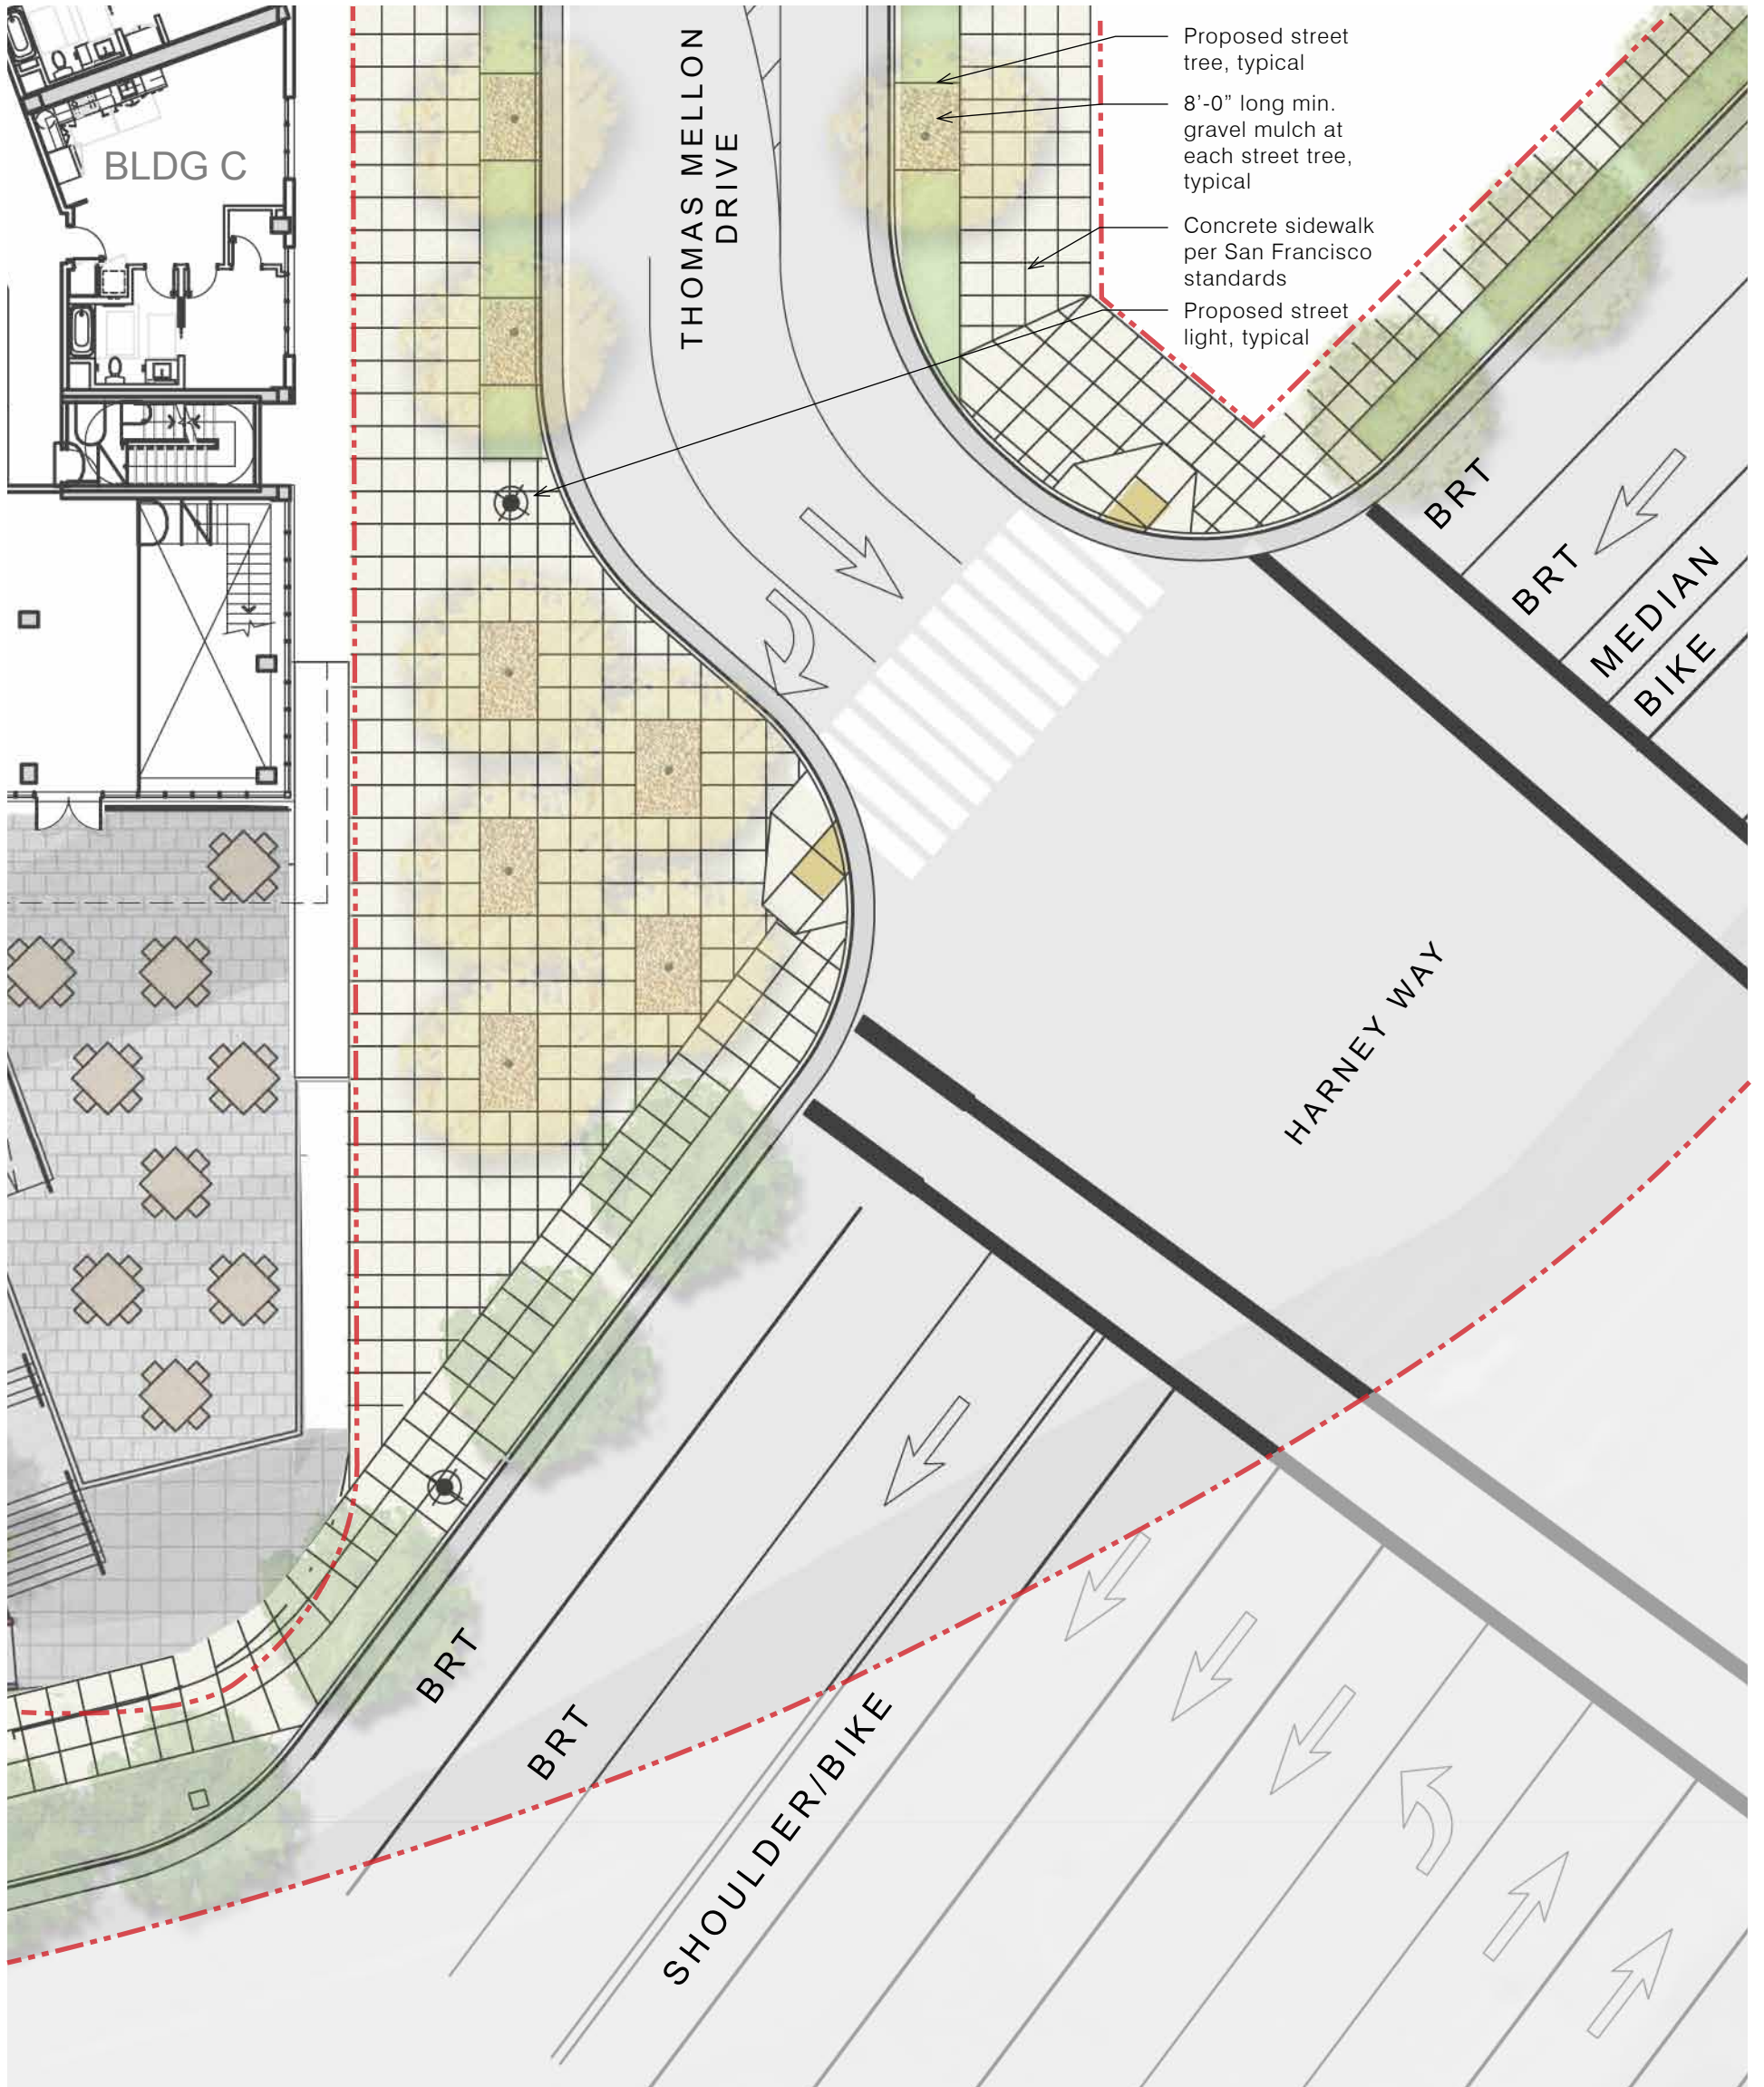 Proposed street
tree, typical
8’-0” long min.
gravel mulch at
each street tree,
typical
Concrete sidewalk
per San Francisco
standards
Proposed street
light, typical
THOMAS MELLON
DRIVE
BLDG C
BRT
BRT
MEDIAN
BIKE
HARNEY WAY
BRT
BRT
SHOULDER/BIKE